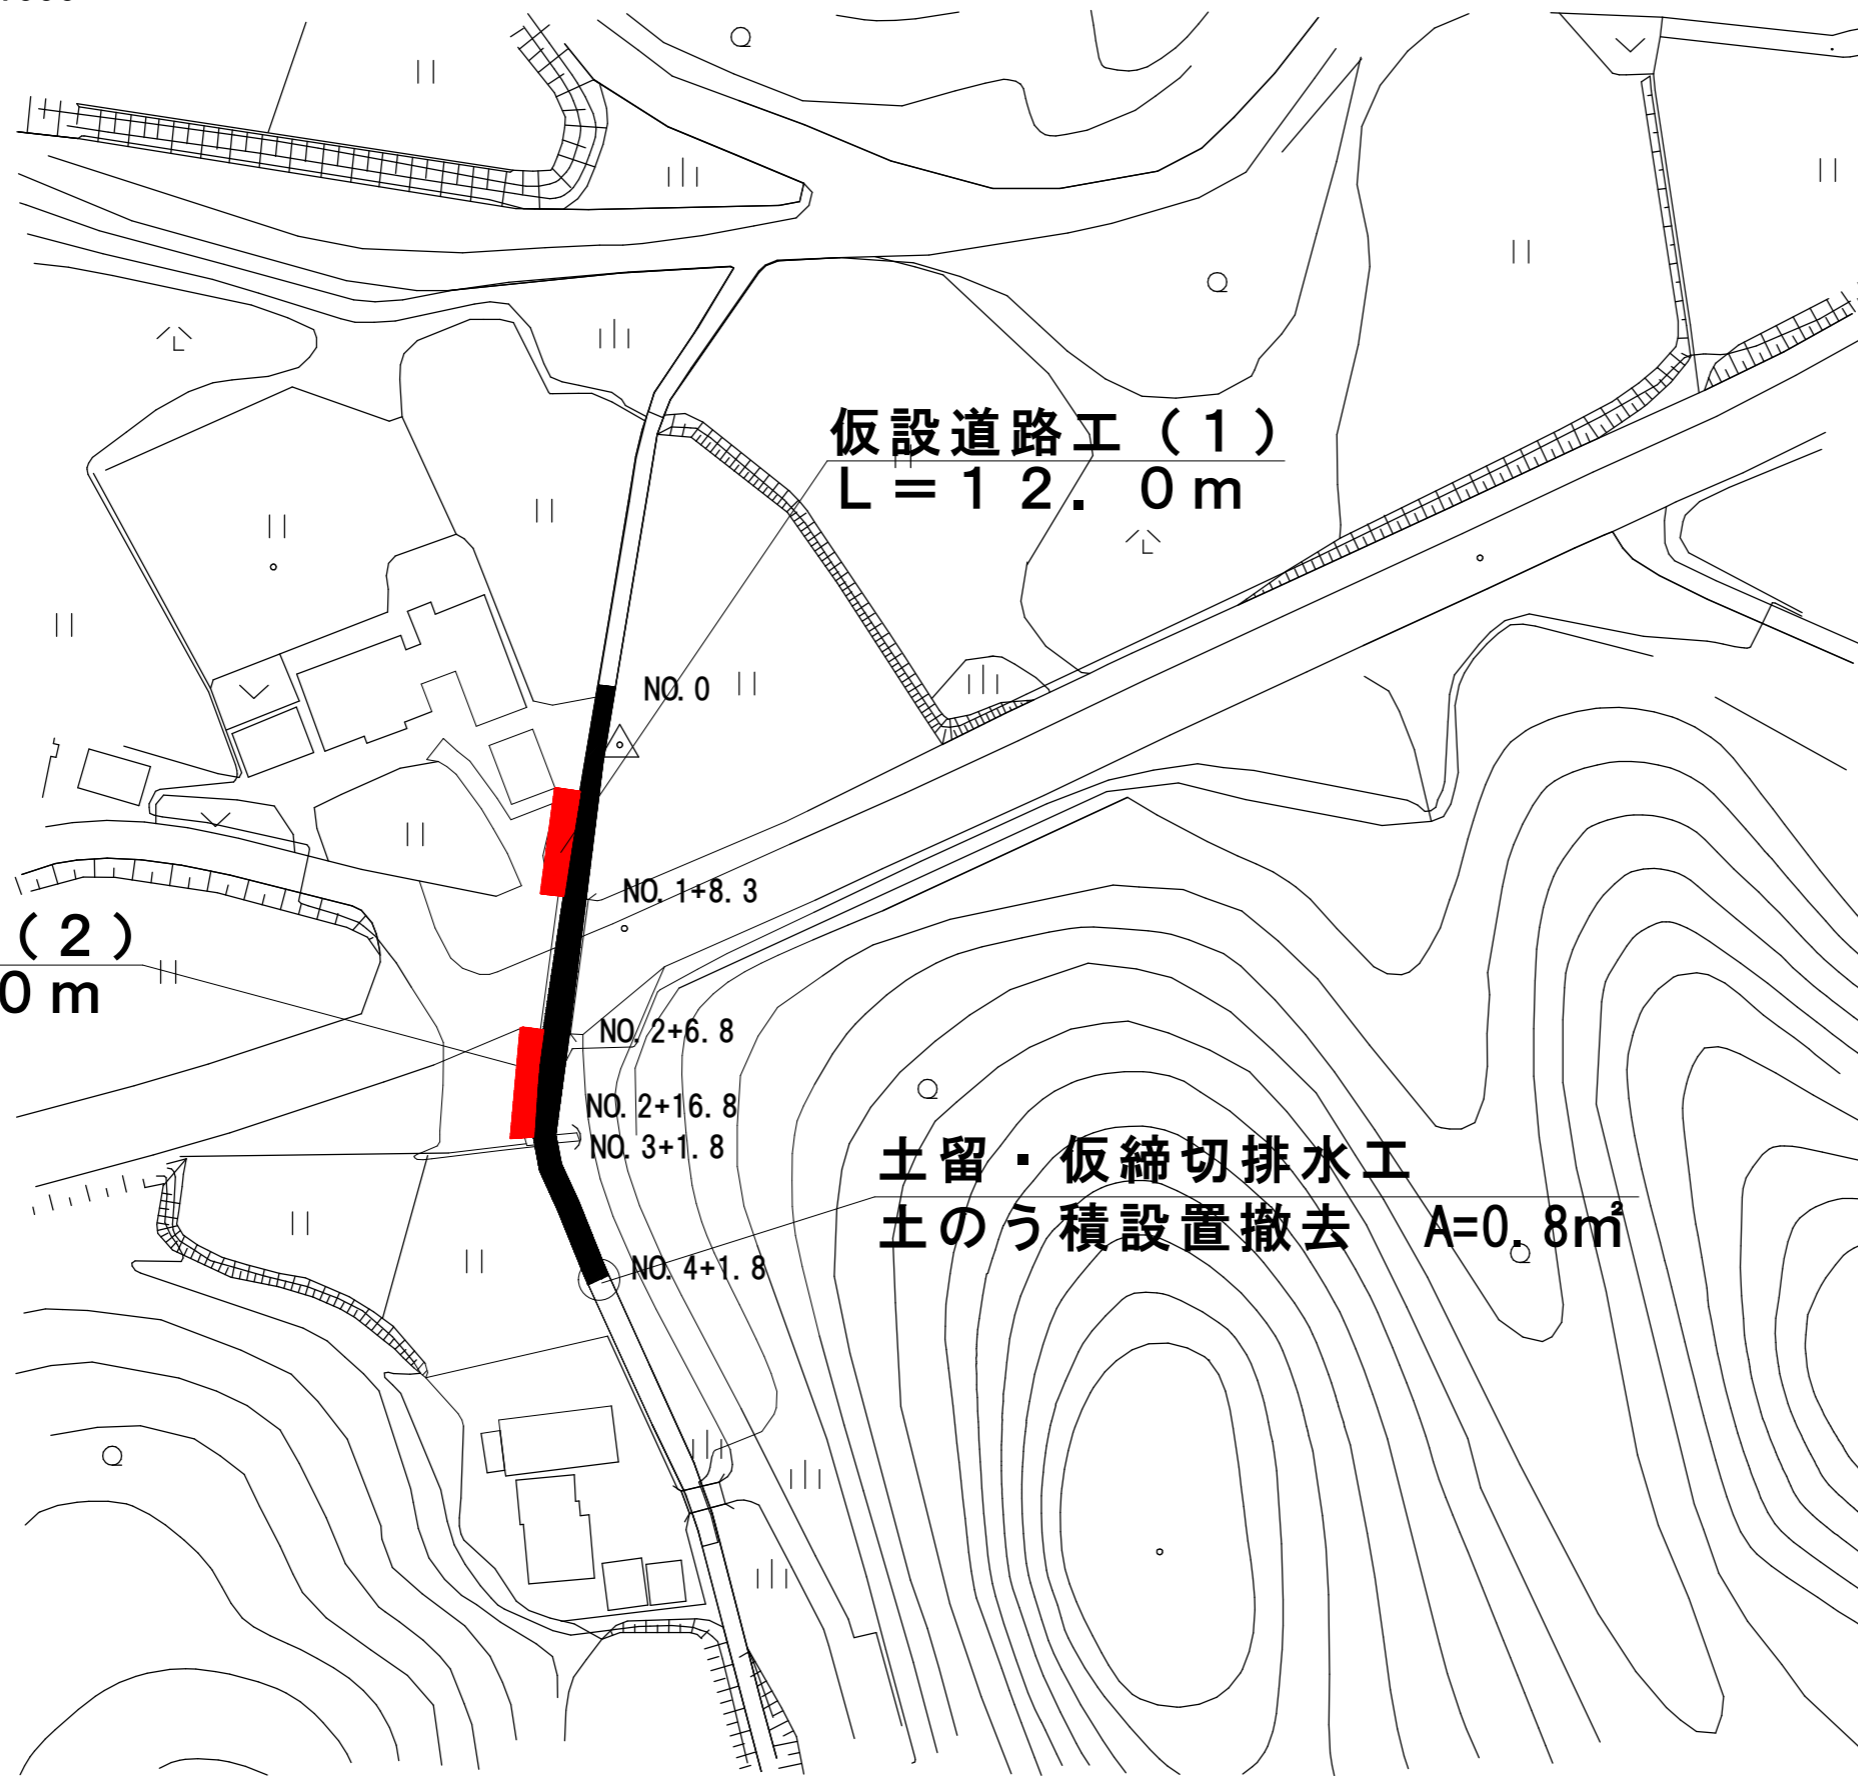 仮設道路工（１）
Ｌ＝１２．０ｍ
NO.0
NO.1+8.3
（２）
０ｍ
NO.2+6.8
NO.2+16.8
NO.3+1.8
土留・仮締切排水工
土のう積設置撤去　A=0.8㎡
NO.4+1.8